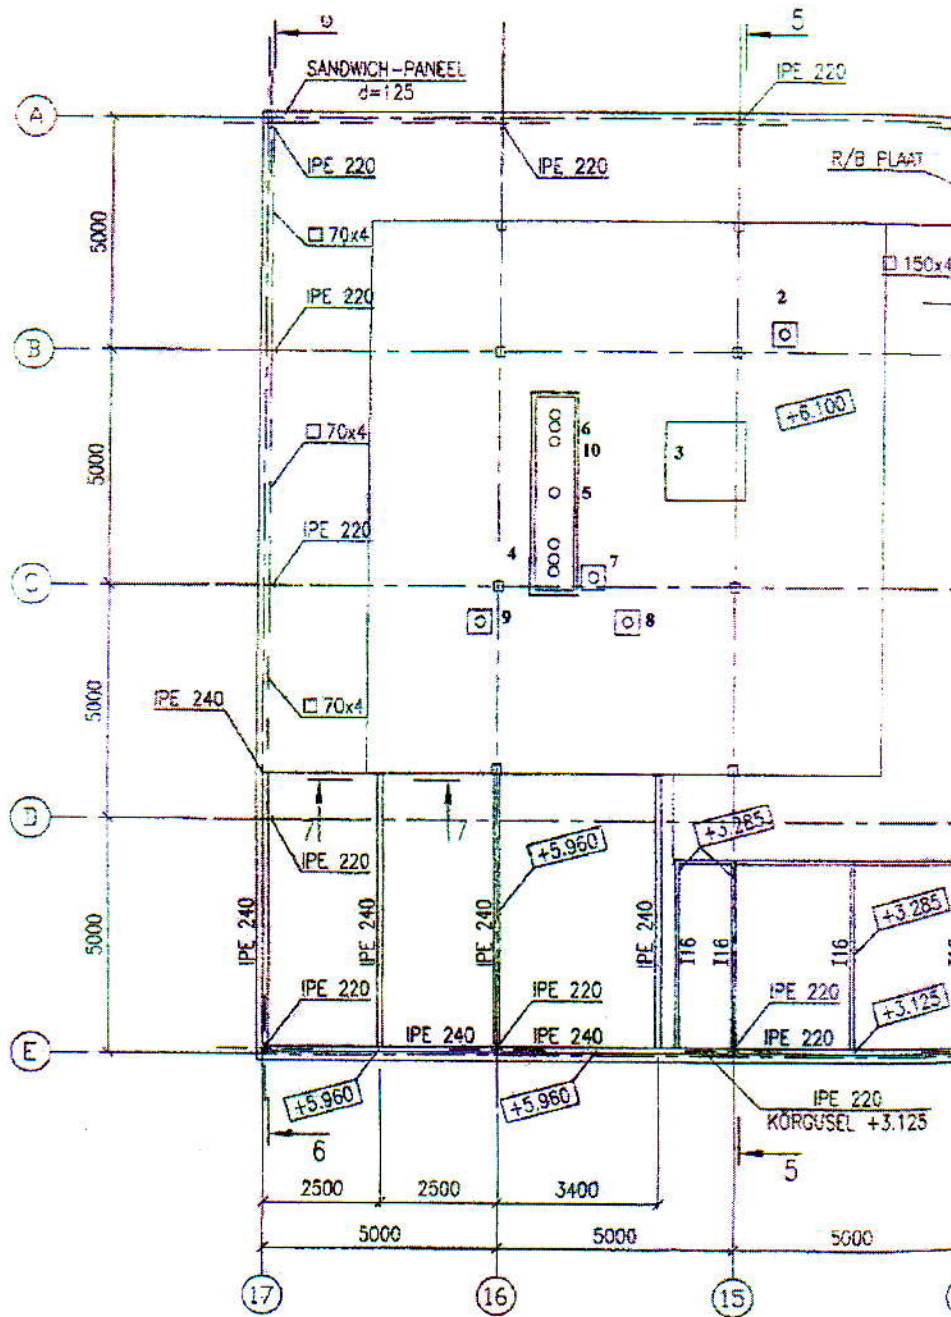 6
5
SANDWICH-PANEEL
d=125
IPE 220
A
IPE 220
IPE 220
R/B PLAAT
5000
□ 70x4
□ 150x4
IPE 220
2
B
+6.100
□ 70x4
6
10
3
5000
5
IPE 220
4
7
C
9
8
5000
IPE 240
□ 70x4
D
7
7
+3.285
+5.960
IPE 220
5000
IPE 240
IPE 240
IPE 240
IPE 240
I16
I16
I16
+3.285
IPE 220
IPE 220
IPE 220
+3.125
E
IPE 240
IPE 240
IPE 220
+5.960
+5.960
IPE 220
KÕRGUSEL +3.125
6
5
2500
2500
3400
5000
5000
5000
17
16
15